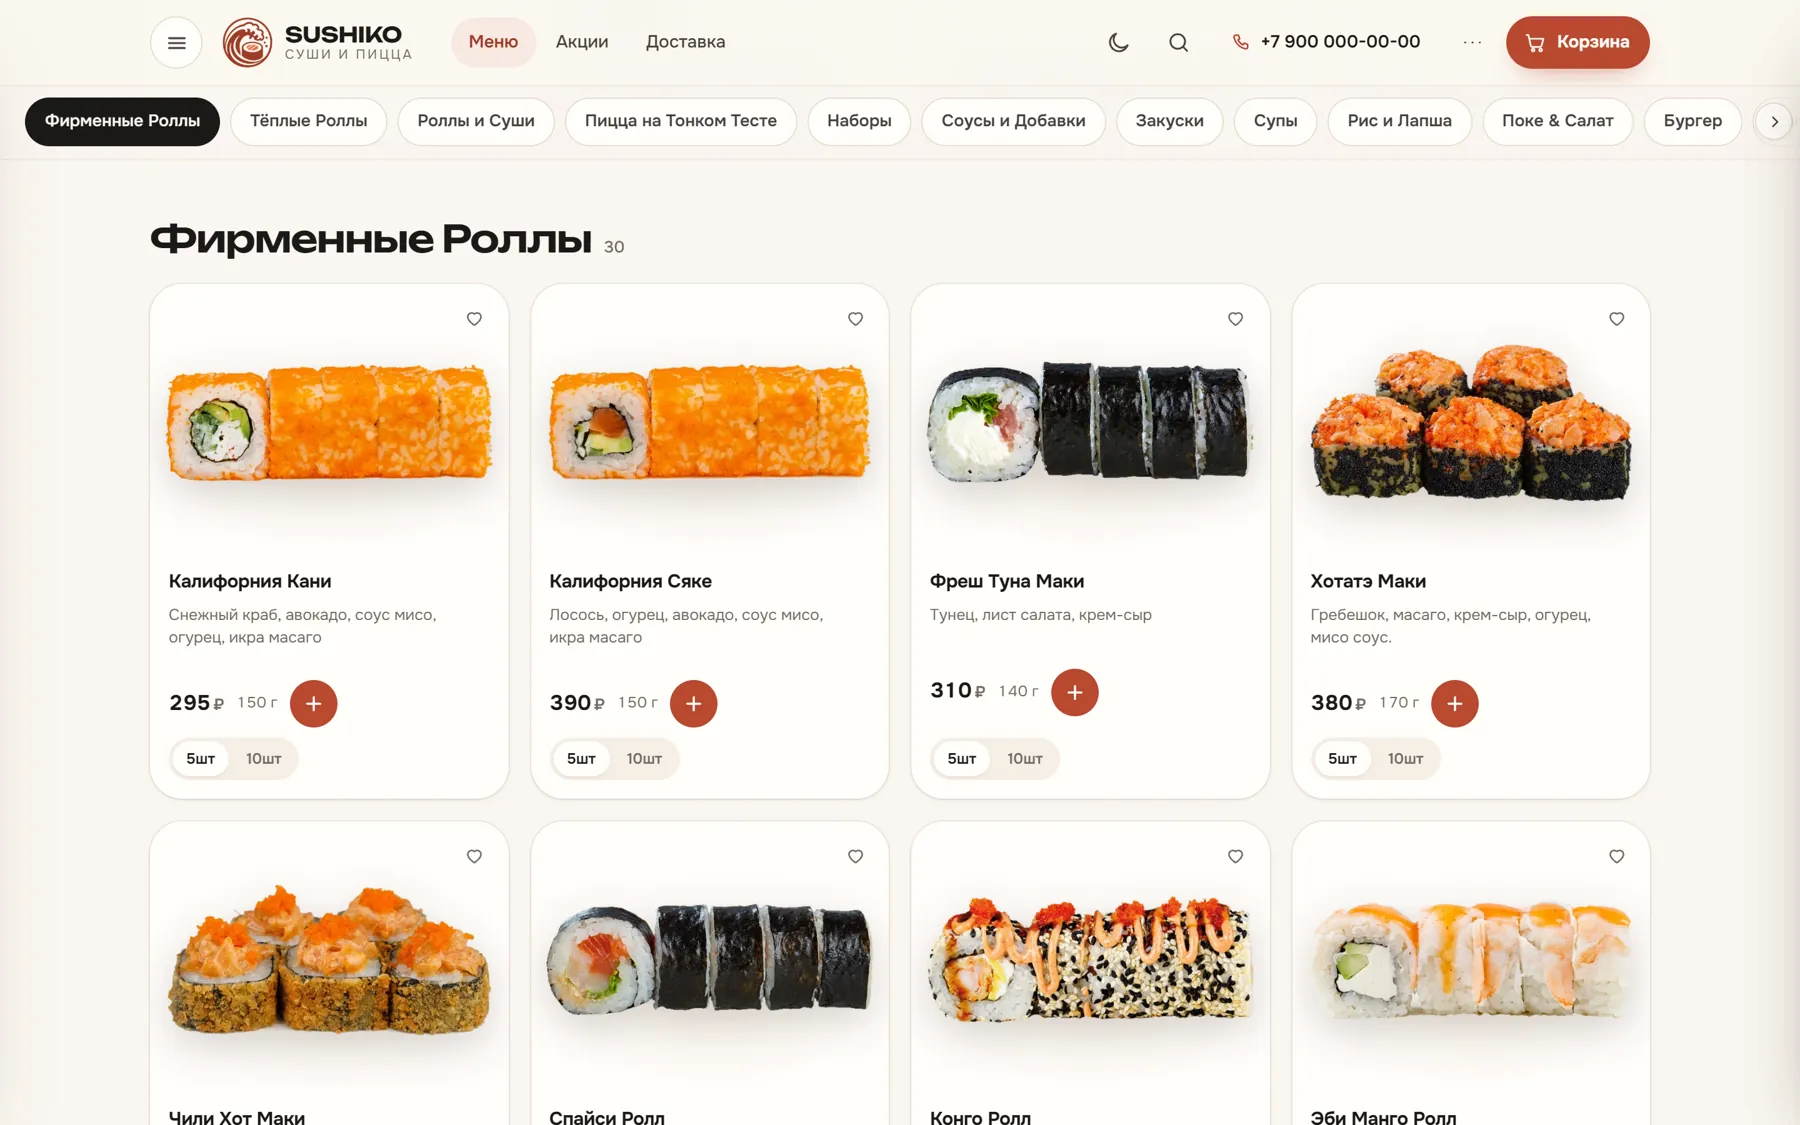 SUSHIKO
СУШИ И ПИЦЦА
Меню
Акции
Доставка
+7 900 000-00-00
...
Корзина
Фирменные Роллы
Тёплые Роллы
Роллы и Суши
Пицца на Тонком Тесте
Наборы
Соусы и Добавки
Закуски
Супы
Рис и Лапша
Поке & Салат
Бургер
Фирменные Роллы 30
Калифорния Кани
Снежный краб, авокадо, соус мисо,
огурец, икра масаго
295 ₽ 150 г
5шт 10шт
Калифорния Сяке
Лосось, огурец, авокадо, соус мисо,
икра масаго
390 ₽ 150 г
5шт 10шт
Фреш Туна Маки
Тунец, лист салата, крем-сыр
310 ₽ 140 г
5шт 10шт
Хотатэ Маки
Гребешок, масаго, крем-сыр, огурец,
мисо соус.
380 ₽ 170 г
5шт 10шт
Чили Хот Маки
Спайси Ролл
Конго Ролл
Эби Манго Ролл